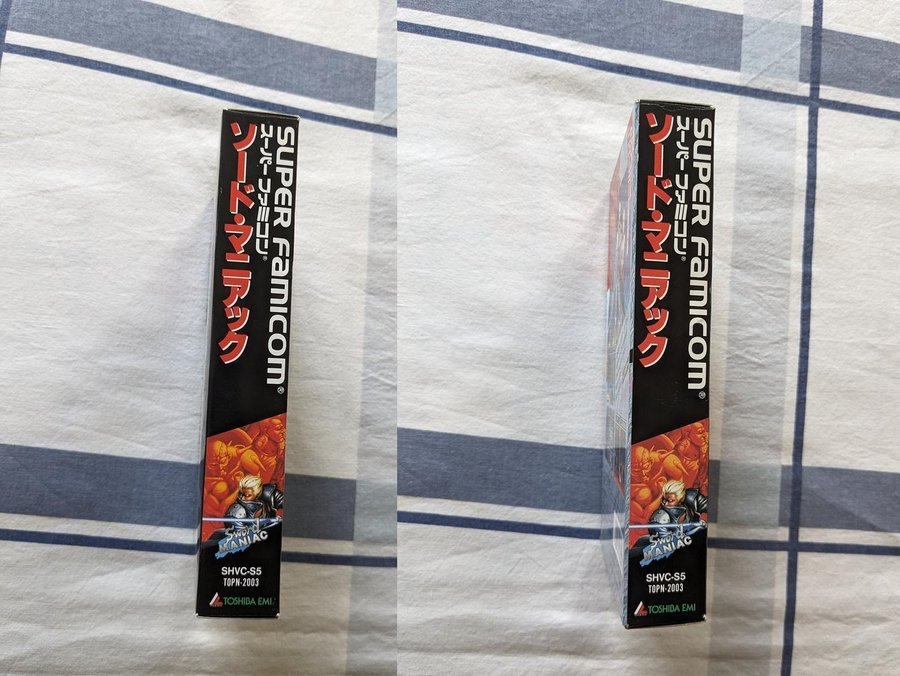 SUPER FAMICOM®
スーパーファミコン®
ソード・マニアック
SWORD
MANIAC
SHVC-S5
TOPN-2003
TOSHIBA EMI
SUPER FAMICOM®
スーパーファミコン®
ソード・マニアック
SWORD
MANIAC
SHVC-S5
TOPN-2003
TOSHIBA EMI